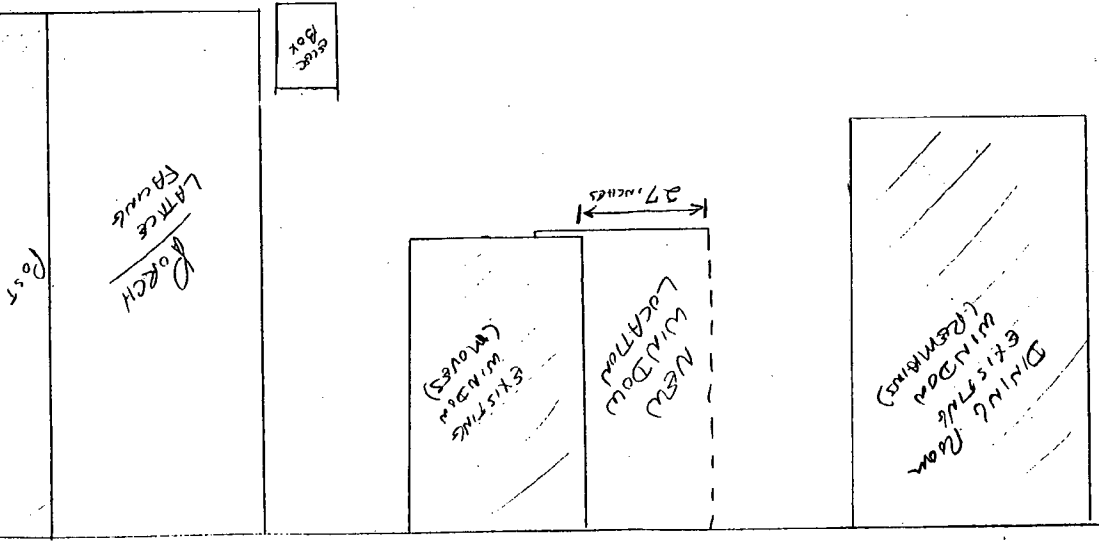 ELEC
BOX
PORCH
LATTICE
FACING
POST
27 INCHES
NEW
WINDOW
LOCATION
EXISTING
WINDOW
(MOVES)
DINING ROOM
EXISTING
WINDOW
(REMAINS)